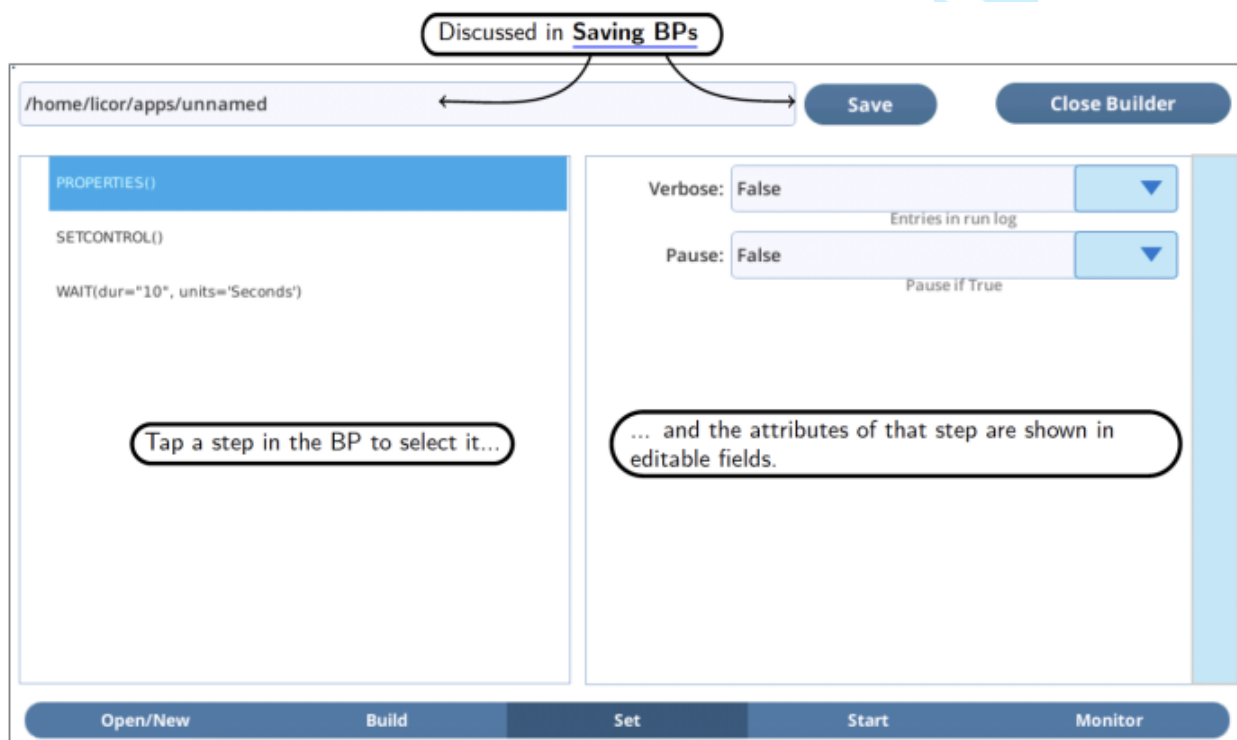 Discussed in Saving BPs
/home/licor/apps/unnamed
Save
Close Builder
PROPERTIES()
SETCONTROL()
WAIT(dur="10", units='Seconds')
Verbose: False
Entries in run log
Pause: False
Pause if True
Tap a step in the BP to select it...
... and the attributes of that step are shown in
editable fields.
Open/New Build Set Start Monitor